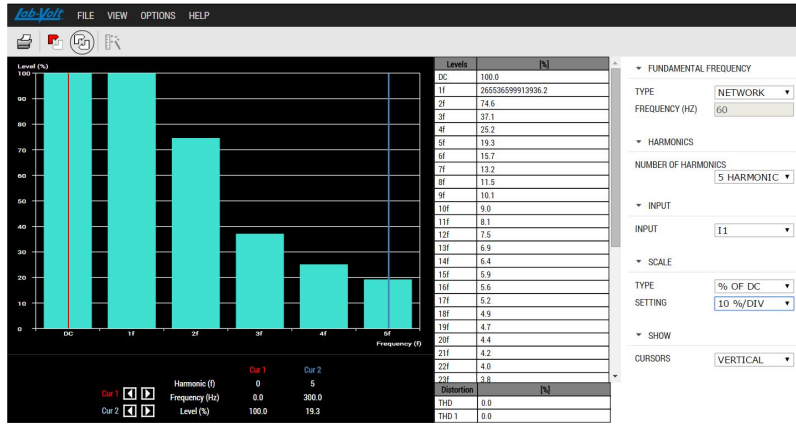 Lab-Volt FILE VIEW OPTIONS HELP
Level (%)
100
90
80
70
60
50
40
30
20
10
0
DC 1f 2f 3f 4f 5f
Frequency (f)
Cur 1 Cur 2
Harmonic (f) 0 5
Cur 1 Frequency (Hz) 0.0 300.0
Cur 2 Level (%) 100.0 19.3
Levels [%]
DC 100.0
1f 265536599913936.2
2f 74.6
3f 37.1
4f 25.2
5f 19.3
6f 15.7
7f 13.2
8f 11.5
9f 10.1
10f 9.0
11f 8.1
12f 7.5
13f 6.9
14f 6.4
15f 5.9
16f 5.6
17f 5.2
18f 4.9
19f 4.7
20f 4.4
21f 4.2
22f 4.0
23f 3.8
Distortion [%]
THD 0.0
THD 1 0.0
FUNDAMENTAL FREQUENCY
TYPE NETWORK
FREQUENCY (HZ) 60
HARMONICS
NUMBER OF HARMONICS
5 HARMONIC
INPUT
INPUT I1
SCALE
TYPE % OF DC
SETTING 10 %/DIV
SHOW
CURSORS VERTICAL